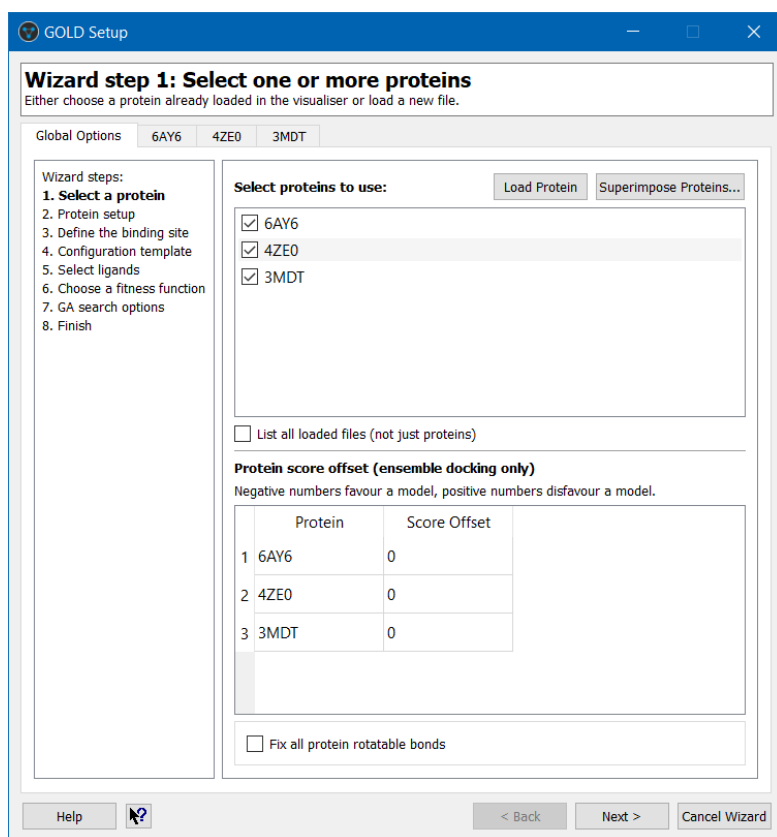 GOLD Setup
Wizard step 1: Select one or more proteins
Either choose a protein already loaded in the visualiser or load a new file.
Global Options 6AY6 4ZE0 3MDT
Wizard steps:
1. Select a protein
2. Protein setup
3. Define the binding site
4. Configuration template
5. Select ligands
6. Choose a fitness function
7. GA search options
8. Finish
Select proteins to use: Load Protein Superimpose Proteins...
6AY6
4ZE0
3MDT
List all loaded files (not just proteins)
Protein score offset (ensemble docking only)
Negative numbers favour a model, positive numbers disfavour a model.
Protein Score Offset
1 6AY6 0
2 4ZE0 0
3 3MDT 0
Fix all protein rotatable bonds
Help ? < Back Next > Cancel Wizard